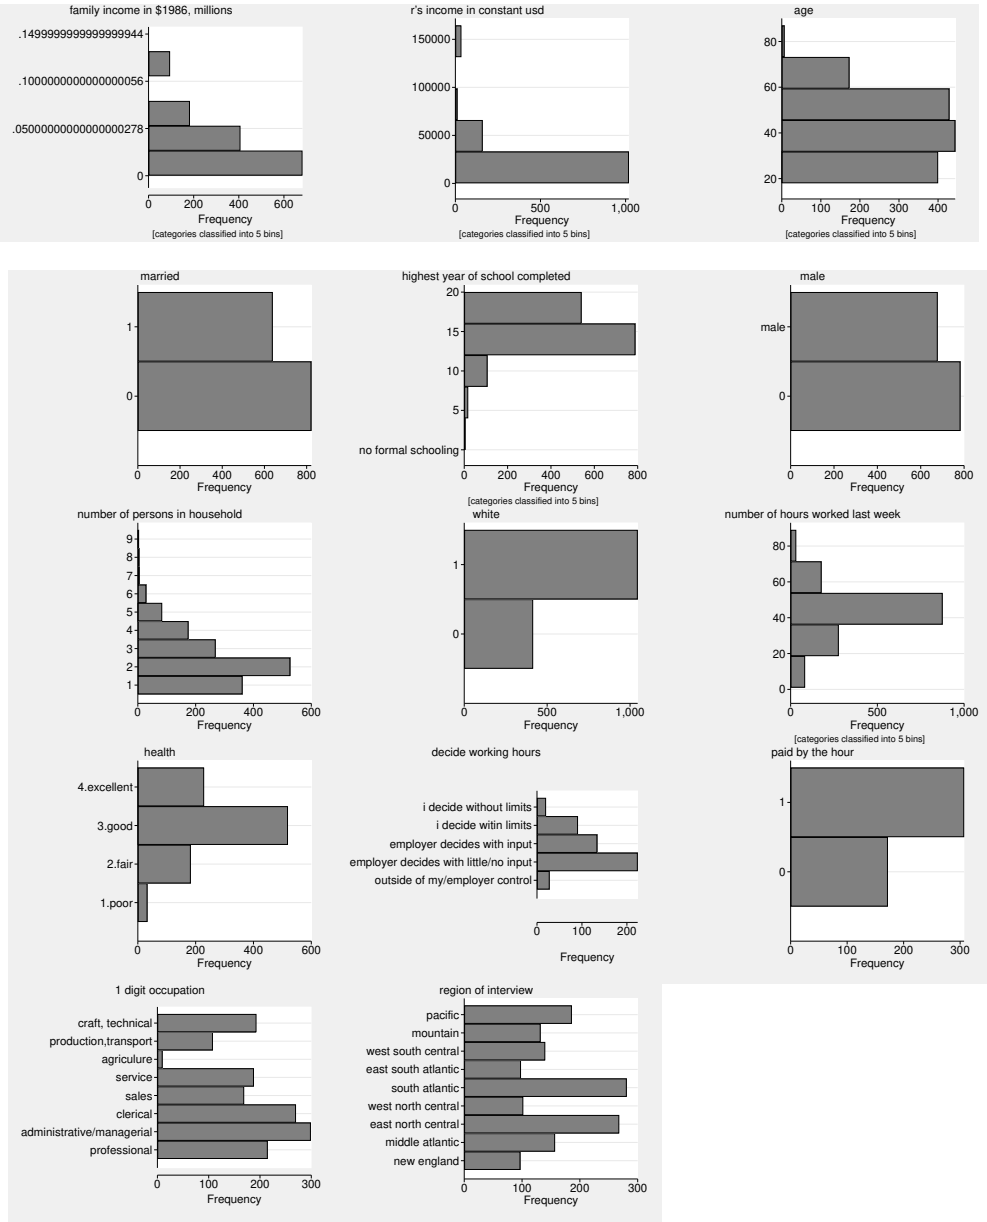 family income in $1986, millions
.1499999999999999944
.1000000000000000056
.0500000000000000278
0
0 200 400 600
Frequency
[categories classified into 5 bins]
r's income in constant usd
150000
100000
50000
0
0 500 1,000
Frequency
[categories classified into 5 bins]
age
80
60
40
20
0 100 200 300 400
Frequency
[categories classified into 5 bins]
married
1
0
0 200 400 600 800
Frequency
highest year of school completed
20
15
10
5
no formal schooling
0 200 400 600 800
Frequency
[categories classified into 5 bins]
male
male
0
0 200 400 600 800
Frequency
number of persons in household
9
8
7
6
5
4
3
2
1
0 200 400 600
Frequency
white
1
0
0 500 1,000
Frequency
number of hours worked last week
80
60
40
20
0
0 500 1,000
Frequency
[categories classified into 5 bins]
health
4.excellent
3.good
2.fair
1.poor
0 200 400 600
Frequency
decide working hours
i decide without limits
i decide witin limits
employer decides with input
employer decides with little/no input
outside of my/employer control
0 100 200
Frequency
paid by the hour
1
0
0 100 200 300
Frequency
1 digit occupation
craft, technical
production,transport
agriculure
service
sales
clerical
administrative/managerial
professional
0 100 200 300
Frequency
region of interview
pacific
mountain
west south central
east south atlantic
south atlantic
west north central
east north central
middle atlantic
new england
0 100 200 300
Frequency